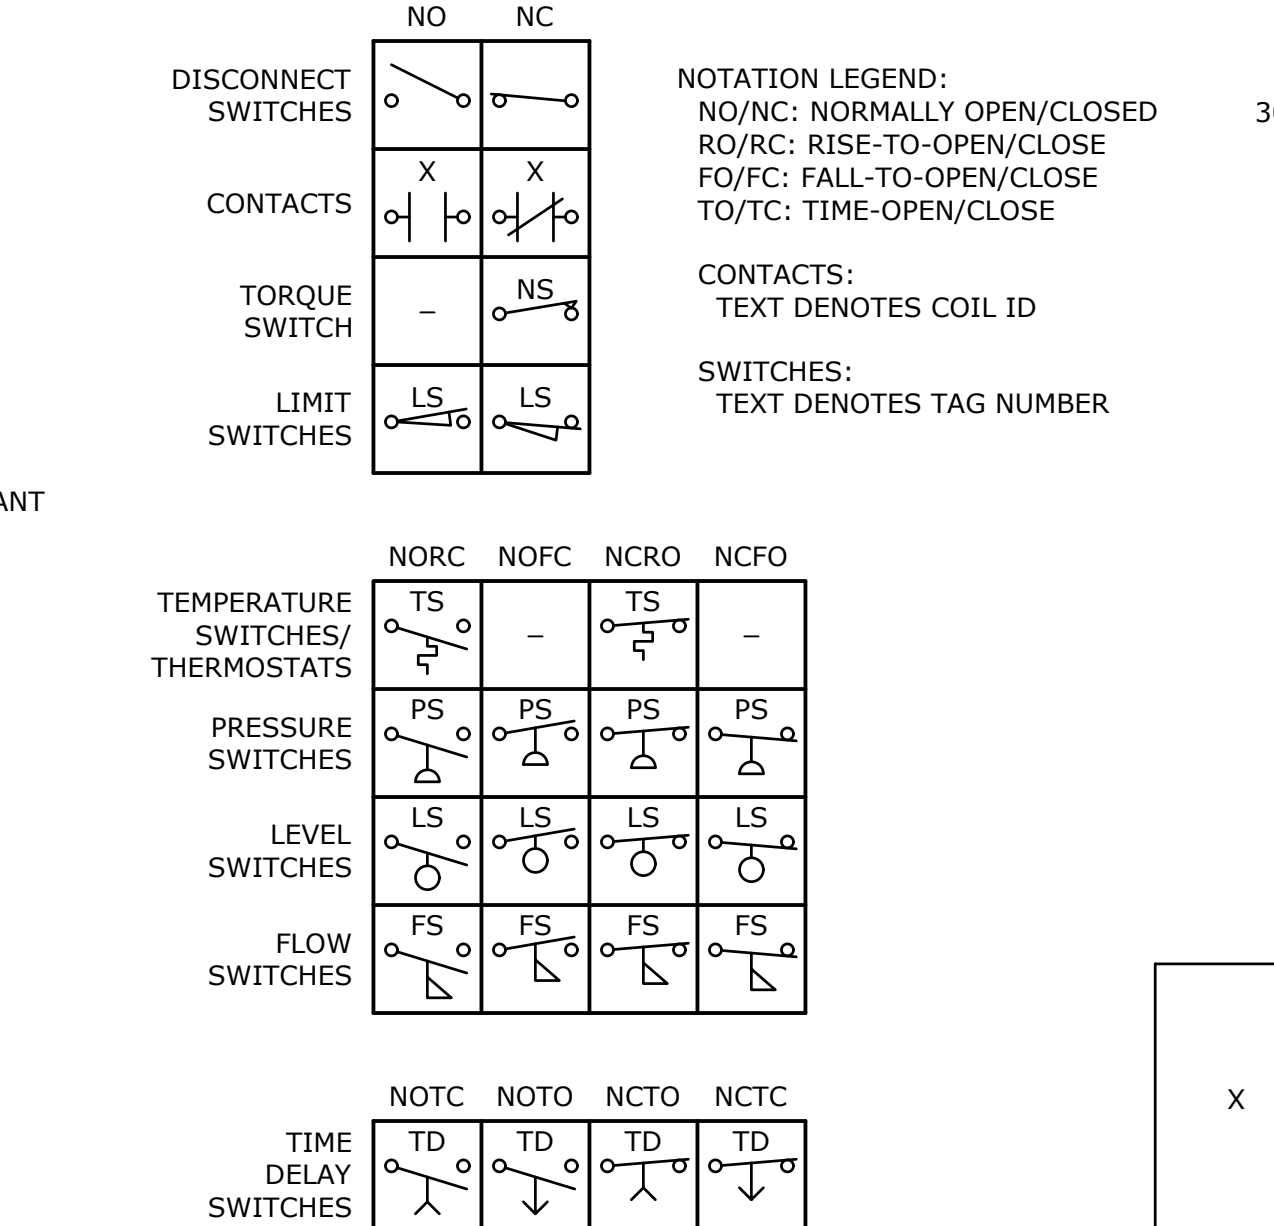 NO NC
DISCONNECT
SWITCHES
CONTACTS
X X
TORQUE
SWITCH
–
NS
LIMIT
SWITCHES
LS LS
NOTATION LEGEND:
NO/NC: NORMALLY OPEN/CLOSED
RO/RC: RISE-TO-OPEN/CLOSE
FO/FC: FALL-TO-OPEN/CLOSE
TO/TC: TIME-OPEN/CLOSE
CONTACTS:
TEXT DENOTES COIL ID
SWITCHES:
TEXT DENOTES TAG NUMBER
3
ANT
NORC NOFC NCRO NCFO
TEMPERATURE
SWITCHES/
THERMOSTATS
TS – TS –
PRESSURE
SWITCHES
PS PS PS PS
LEVEL
SWITCHES
LS LS LS LS
FLOW
SWITCHES
FS FS FS FS
NOTC NOTO NCTO NCTC
TIME
DELAY
SWITCHES
TD TD TD TD
X